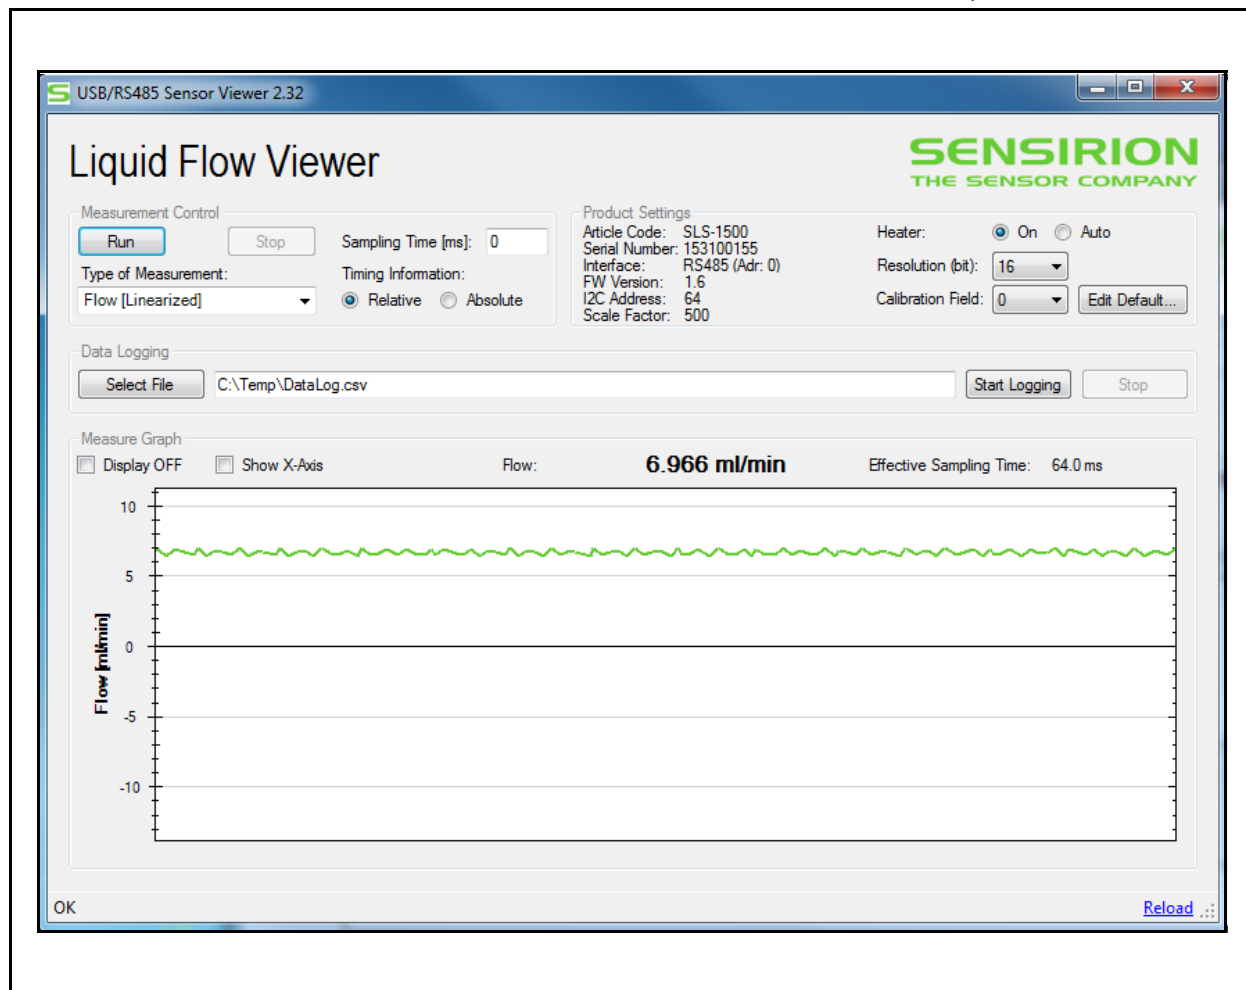 USB/RS485 Sensor Viewer 2.32
Liquid Flow Viewer
SENSIRION
THE SENSOR COMPANY
Measurement Control
Run
Stop
Sampling Time [ms]:
0
Type of Measurement:
Timing Information:
Flow [Linearized]
Relative
Absolute
Product Settings
Article Code: SLS-1500
Serial Number: 153100155
Interface: RS485 (Adr: 0)
FW Version: 1.6
I2C Address: 64
Scale Factor: 500
Heater: On Auto
Resolution (bit): 16
Calibration Field: 0 Edit Default...
Data Logging
Select File C:\Temp\DataLog.csv Start Logging Stop
Measure Graph
Display OFF Show X-Axis Flow: 6.966 ml/min Effective Sampling Time: 64.0 ms
10
5
0
-5
-10
Flow [ml/min]
OK
Reload